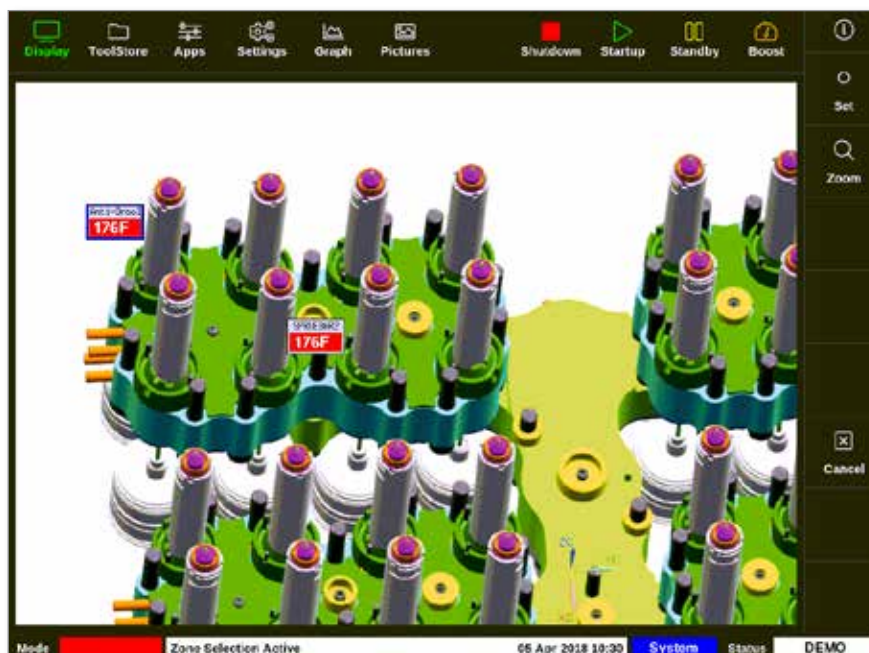 Display ToolStore Apps Settings Graph Pictures Shutdown Startup Standby Boost
Set
Zoom
176F
176F
Cancel
Mode Zone Selection Active 05 Apr 2018 10:30 System Status DEMO